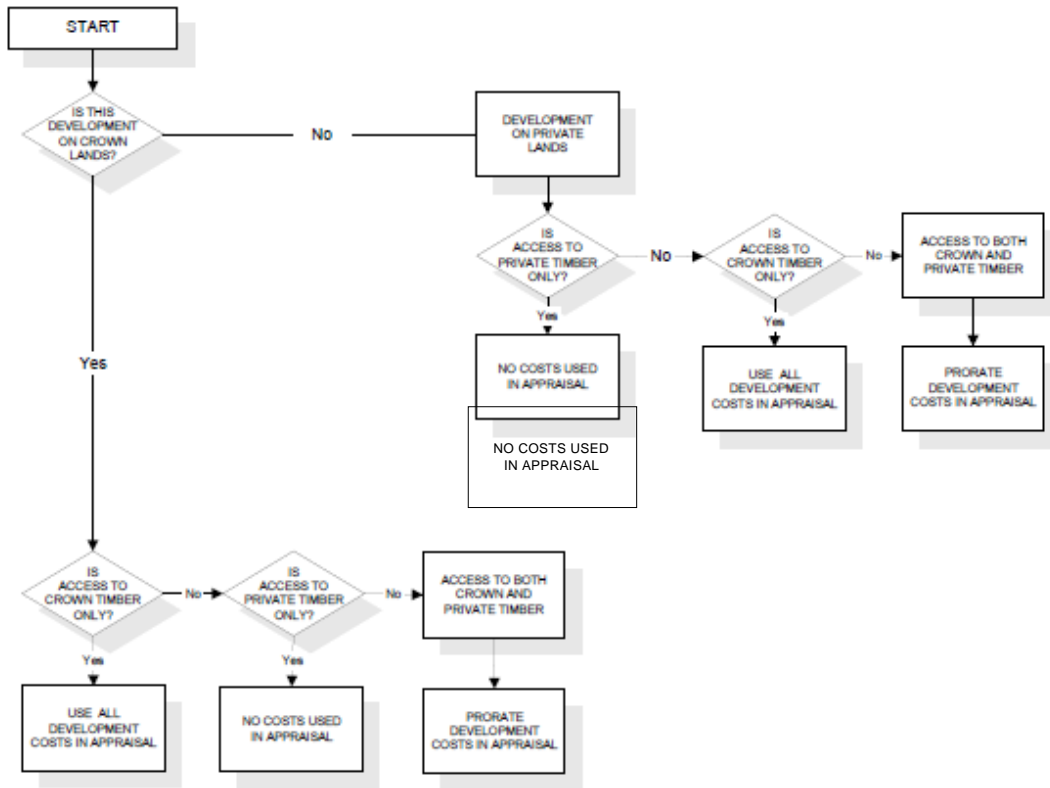 START
IS THIS
DEVELOPMENT
ON CROWN
LANDS?
No
DEVELOPMENT
ON PRIVATE
LANDS
IS
ACCESS TO
PRIVATE TIMBER
ONLY?
No
IS
ACCESS TO
CROWN TIMBER
ONLY?
No
ACCESS TO BOTH
CROWN AND
PRIVATE TIMBER
Yes
Yes
NO COSTS USED
IN APPRAISAL
USE ALL
DEVELOPMENT
COSTS IN APPRAISAL
PRORATE
DEVELOPMENT
COSTS IN APPRAISAL
NO COSTS USED
IN APPRAISAL
Yes
IS
ACCESS TO
CROWN TIMBER
ONLY?
No
IS
ACCESS TO
PRIVATE TIMBER
ONLY?
No
ACCESS TO BOTH
CROWN AND
PRIVATE TIMBER
Yes
Yes
USE ALL
DEVELOPMENT
COSTS IN APPRAISAL
NO COSTS USED
IN APPRAISAL
PRORATE
DEVELOPMENT
COSTS IN APPRAISAL